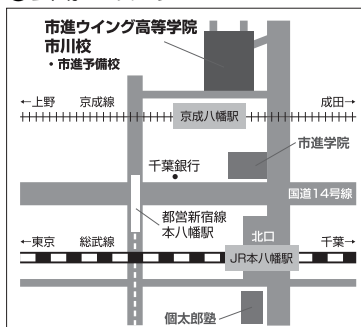 市進ウイング高等学院
市川校
・市進予備校
←上野 京成線
成田→
京成八幡駅
市進学院
千葉銀行
国道14号線
都営新宿線
本八幡駅
北口
←東京 総武線
千葉→
JR本八幡駅
個太郎塾